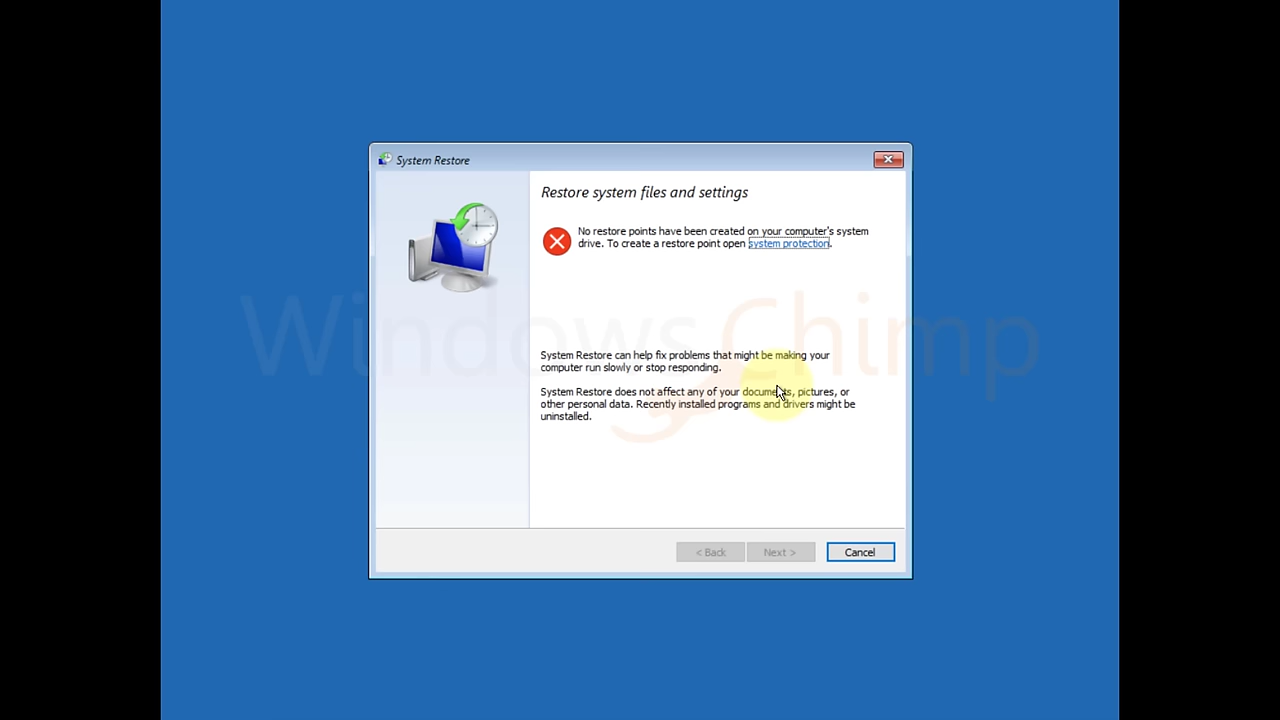 System Restore
Restore system files and settings
No restore points have been created on your computer's system
drive. To create a restore point open system protection.
Windows Chimp
System Restore can help fix problems that might be making your
computer run slowly or stop responding.
System Restore does not affect any of your documents, pictures, or
other personal data. Recently installed programs and drivers might be
uninstalled.
< Back
Next >
Cancel